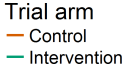 Trial arm
Control
Intervention